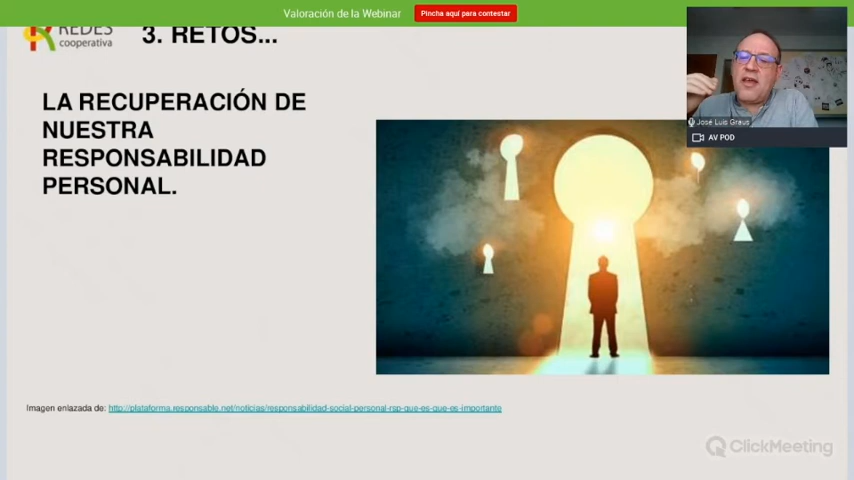 Valoración de la Webinar
Pincha aquí para contestar
REDES
cooperativa
3. RETOS...
José Luis Graus
AV POD
LA RECUPERACIÓN DE
NUESTRA
RESPONSABILIDAD
PERSONAL.
Imagen enlazada de: http://plataforma.responsable.net/noticias/responsabilidad-social-personal-rsp-que-es-que-es-importante
ClickMeeting